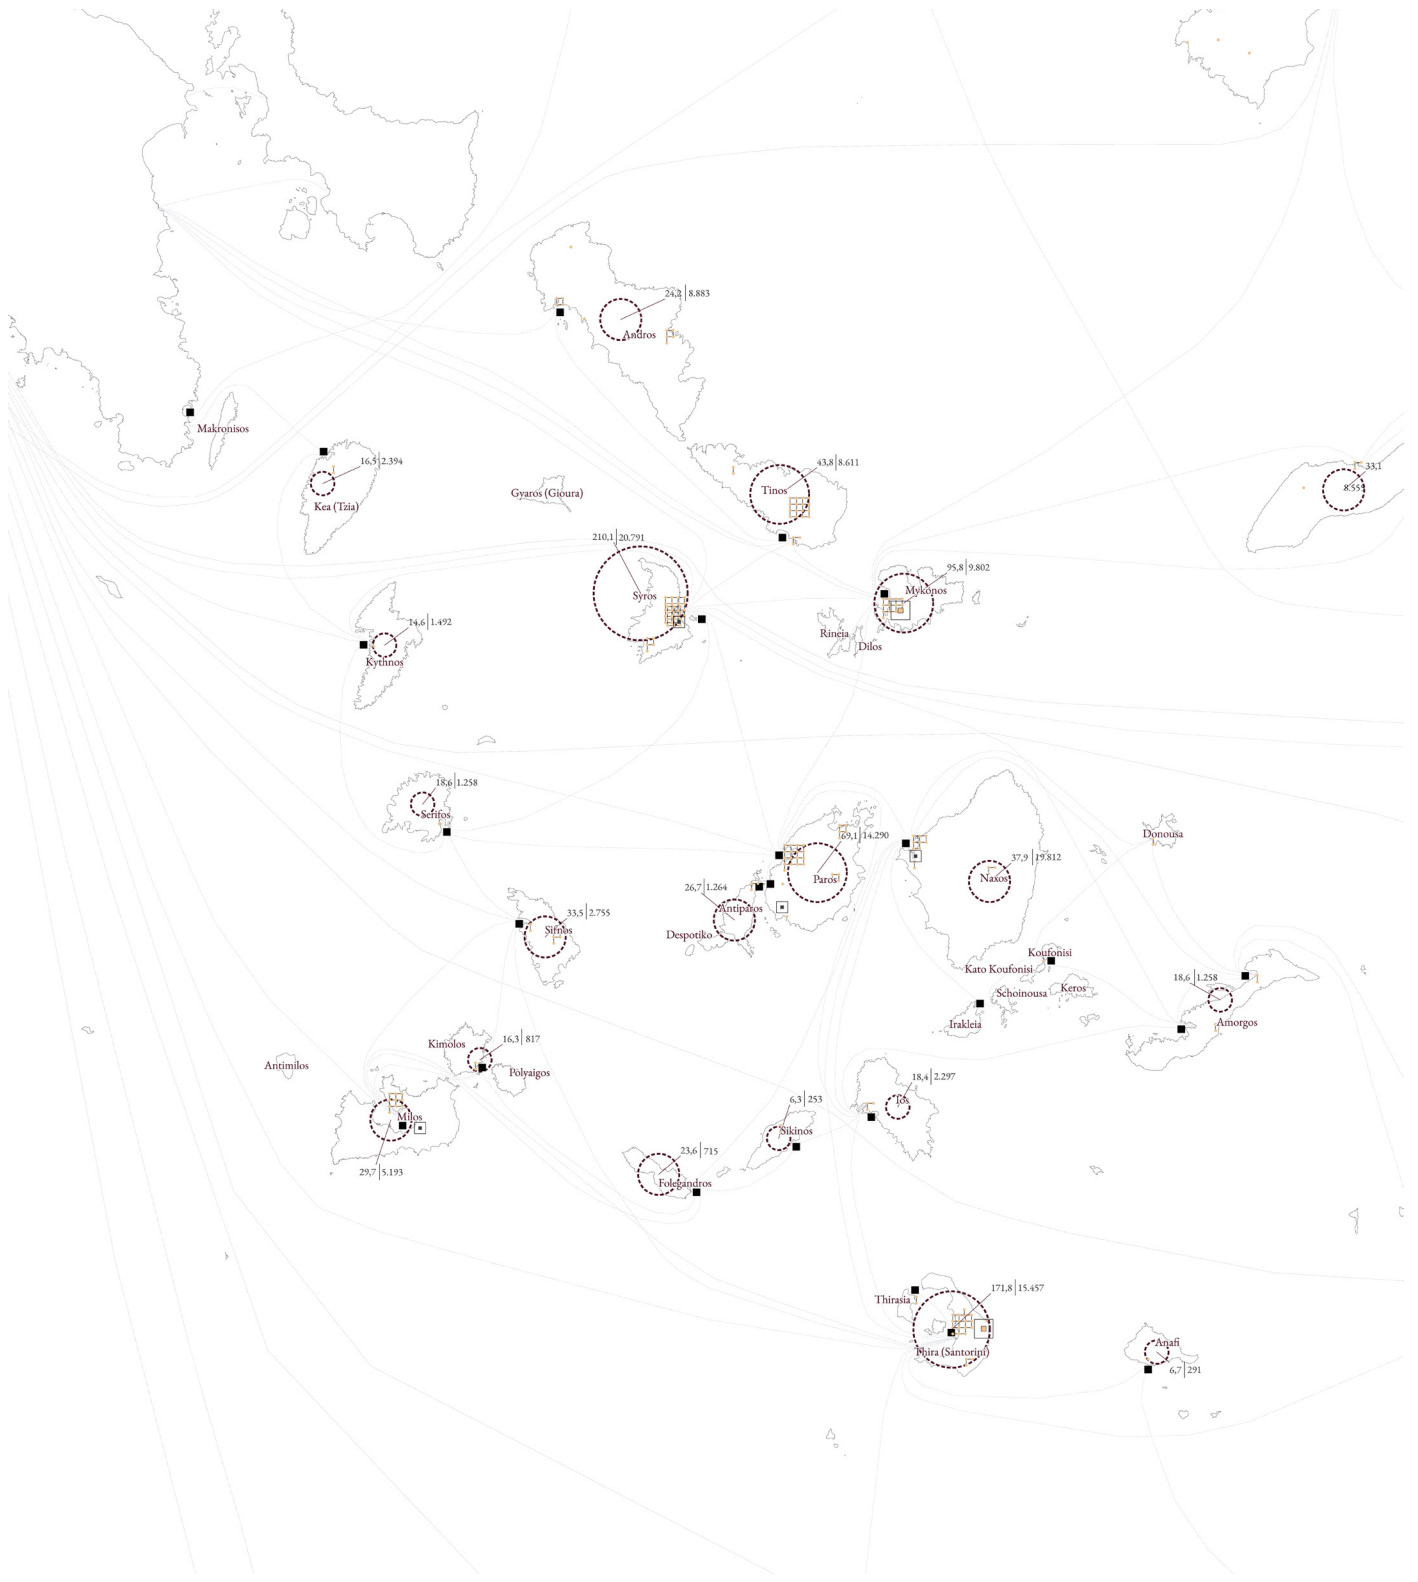 24,2 | 8.883
Andros
Makronisos
16,5 | 2.394
Kea (Tzia)
Gyaros (Gioura)
43,8 | 8.611
Tinos
33,1
8.555
210,1 | 20.791
Syros
95,8 | 9.802
Mykonos
Rineia
Dilos
14,6 | 1.492
Kythnos
18,6 | 1.258
Serifos
69,1 | 14.290
Paros
Donousa
37,9 | 19.812
Naxos
26,7 | 1.264
Antiparos
Despotiko
33,5 | 2.755
Sifnos
Koufonisi
Kato Koufonisi
Schoinousa
Keros
Irakleia
18,6 | 1.258
Amorgos
Kimolos
16,3 | 817
Polyaigos
Antimilos
Milos
29,7 | 5.193
18,4 | 2.297
Ios
6,3 | 253
Sikinos
23,6 | 715
Folegandros
171,8 | 15.457
Thirasia
Thira (Santorini)
Anafi
6,7 | 291